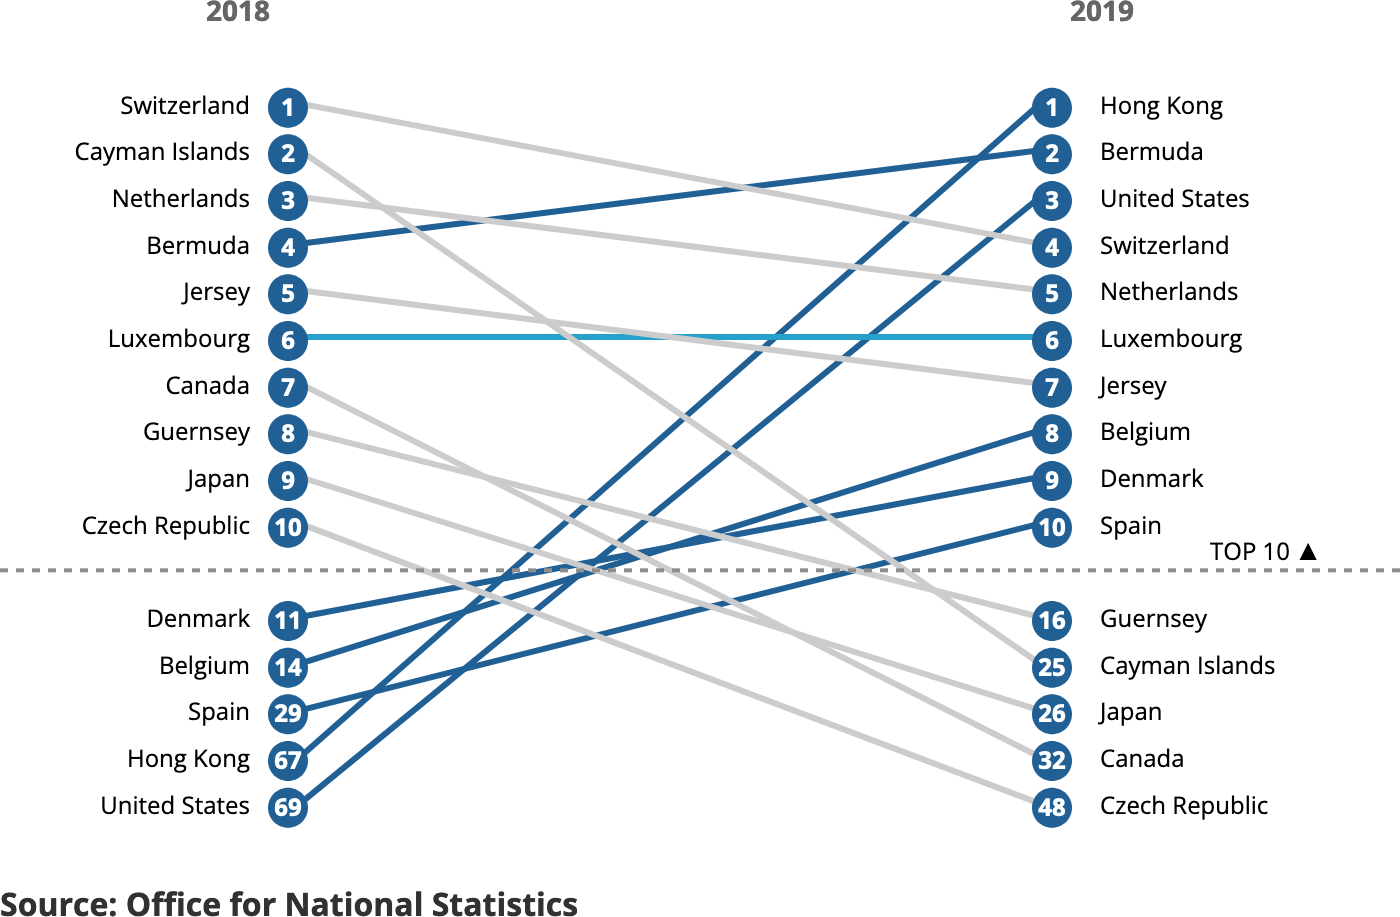 2018 2019
Switzerland 1 1 Hong Kong
Cayman Islands 2 2 Bermuda
Netherlands 3 3 United States
Bermuda 4 4 Switzerland
Jersey 5 5 Netherlands
Luxembourg 6 6 Luxembourg
Canada 7 7 Jersey
Guernsey 8 8 Belgium
Japan 9 9 Denmark
Czech Republic 10 10 Spain
TOP 10 ▲
Denmark 11 16 Guernsey
Belgium 14 25 Cayman Islands
Spain 29 26 Japan
Hong Kong 67 32 Canada
United States 69 48 Czech Republic
Source: Office for National Statistics